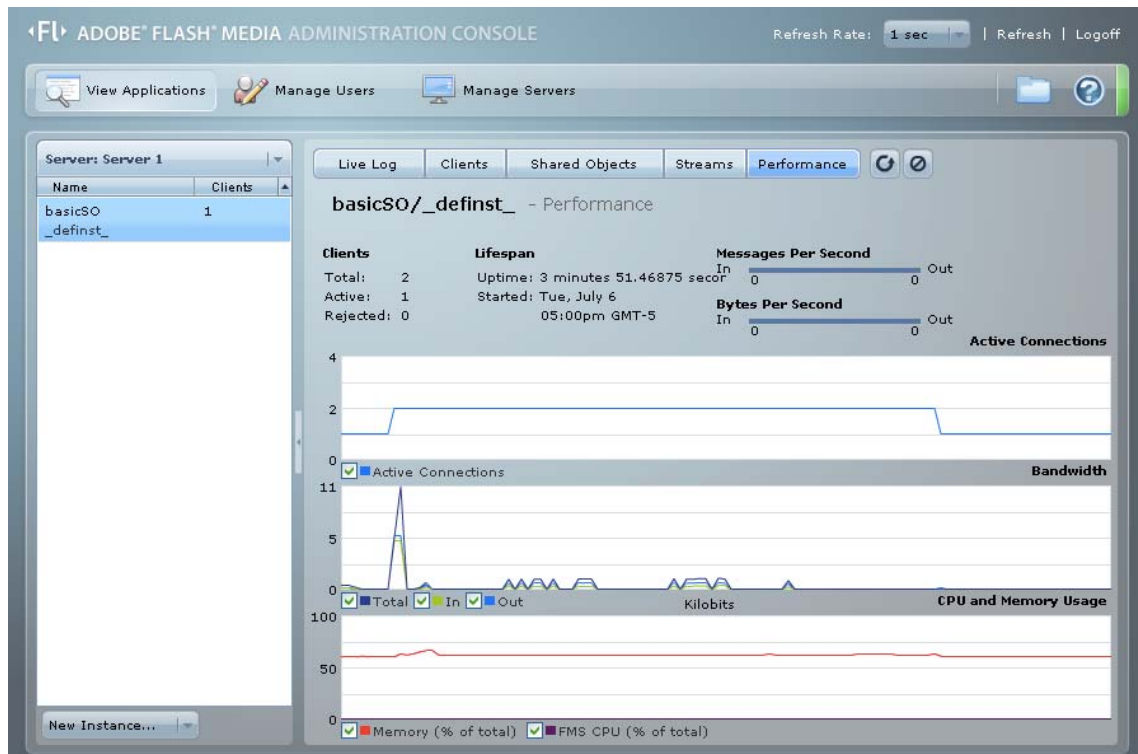 Fl ADOBE® FLASH® MEDIA ADMINISTRATION CONSOLE
Refresh Rate: 1 sec | Refresh | Logoff
View Applications Manage Users Manage Servers
Server: Server 1
Name Clients
basicSO 1
_definst_
New Instance...
Live Log Clients Shared Objects Streams Performance
basicSO/_definst_ - Performance
Clients
Total: 2
Active: 1
Rejected: 0
Lifespan
Uptime: 3 minutes 51.46875 secor
Started: Tue, July 6
05:00pm GMT-5
Messages Per Second
In Out
0 0
Bytes Per Second
In Out
0 0
Active Connections
4
2
0
Active Connections
Bandwidth
11
5
0
Total In Out
Kilobits
CPU and Memory Usage
100
50
0
Memory (% of total) FMS CPU (% of total)